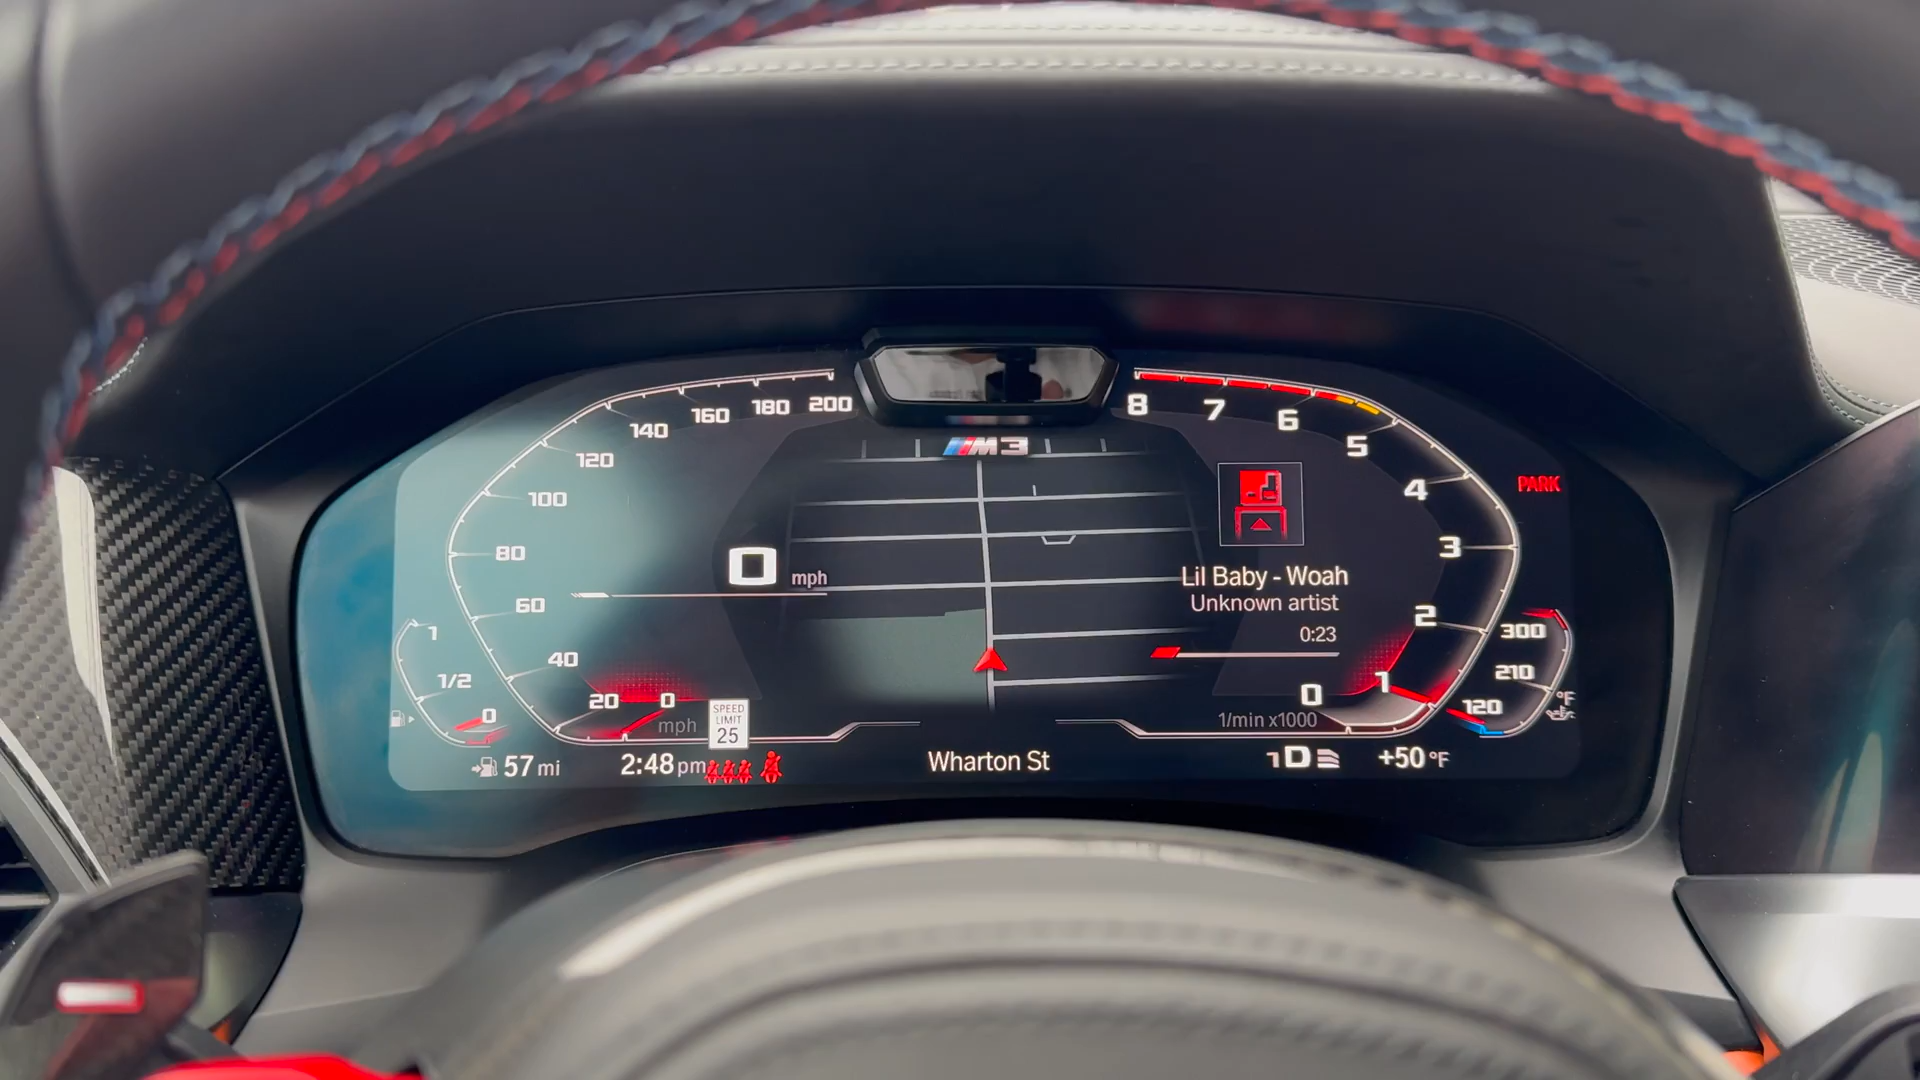 200
180
160
140
120
100
80
60
40
20
0
mph
0 mph
M3
8
7
6
5
4
3
2
1
0
1/min x1000
PARK
Lil Baby - Woah
Unknown artist
0:23
1
1/2
0
300
210
120
°F
SPEED
LIMIT
25
57 mi
2:48 pm
Wharton St
1D
+50 °F